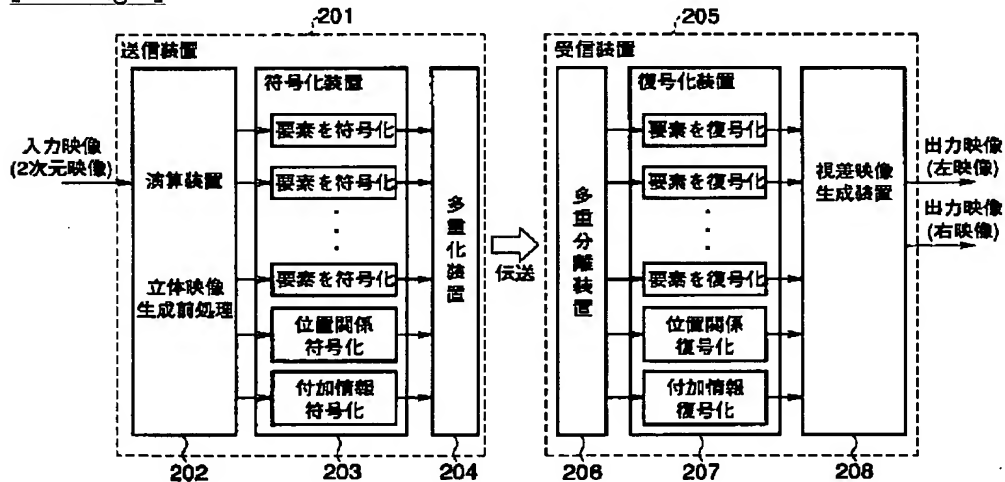 201
205
送信装置
受信装置
入力映像
(2次元映像)
演算装置
立体映像
生成前処理
符号化装置
要素を符号化
要素を符号化
要素を符号化
位置関係
符号化
付加情報
符号化
多重化装置
伝送
多重分離装置
復号化装置
要素を復号化
要素を復号化
要素を復号化
位置関係
復号化
付加情報
復号化
視差映像
生成装置
出力映像
(左映像)
出力映像
(右映像)
202
203
204
206
207
208